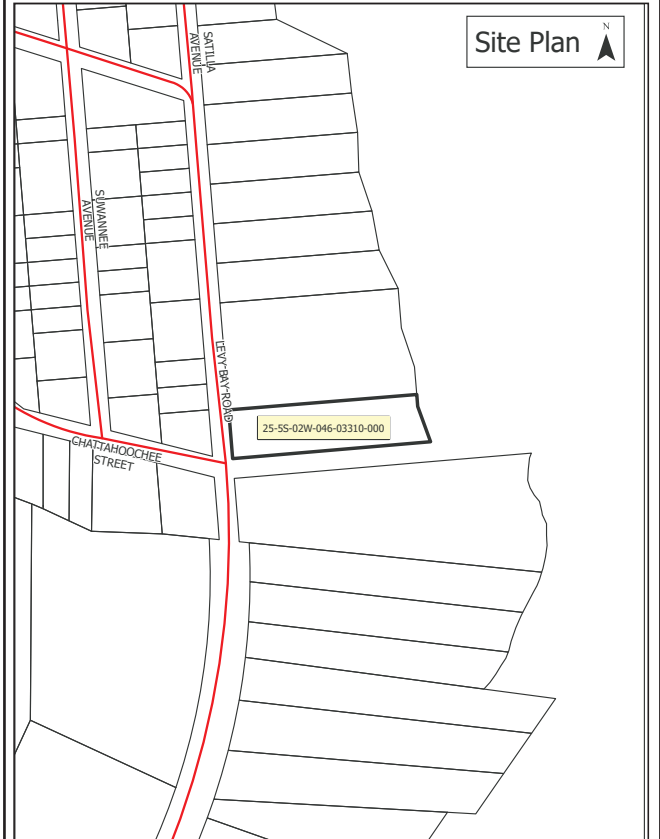 Site Plan
N
SATILLA
AVENUE
SUWANNEE
AVENUE
LEVY BAY ROAD
25-5S-02W-046-03310-000
CHATTAHOOCHEE
STREET